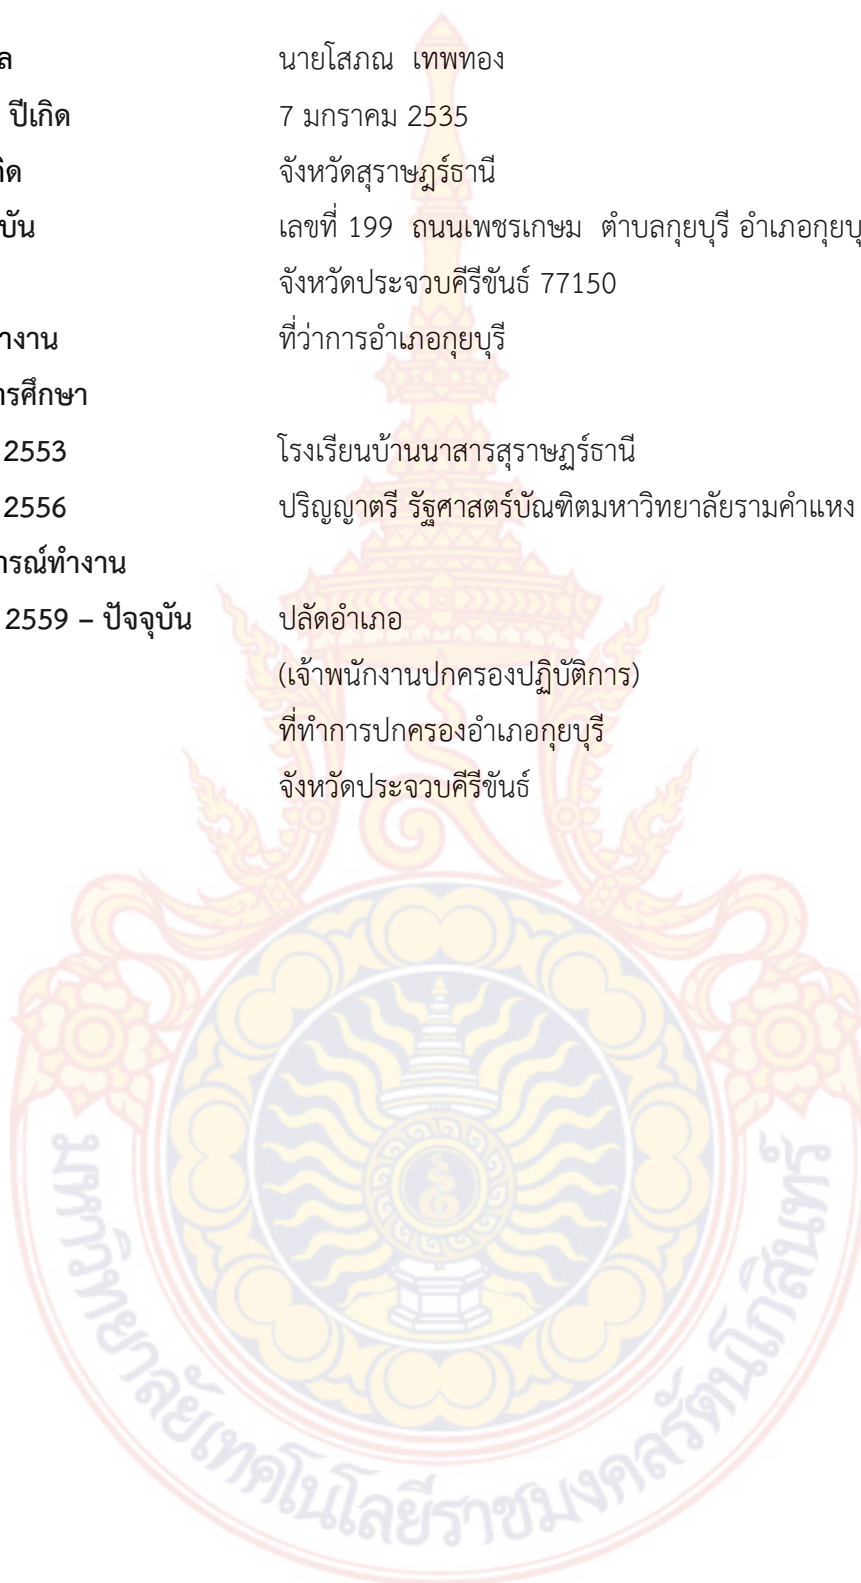 ล นายโสภณ เทพทอง
ปีเกิด 7 มกราคม 2535
กิด จังหวัดสุราษฎร์ธานี
บัน เลขที่ 199 ถนนเพชรเกษม ตำบลกุยบุรี อำเภอกุยบุ
จังหวัดประจวบคีรีขันธ์ 77150
างาน ที่ว่าการอำเภอกุยบุรี
ารศึกษา
2553 โรงเรียนบ้านนาสารสุราษฏร์ธานี
2556 ปริญญาตรี รัฐศาสตร์บัณฑิตมหาวิทยาลัยรามคำแหง
ารณ์ทำงาน
2559 – ปัจจุบัน ปลัดอำเภอ
(เจ้าพนักงานปกครองปฏิบัติการ)
ที่ทำการปกครองอำเภอกุยบุรี
จังหวัดประจวบคีรีขันธ์
มหาวิทยาลัยเทคโนโลยีราชมงคลรัตนโกสินทร์